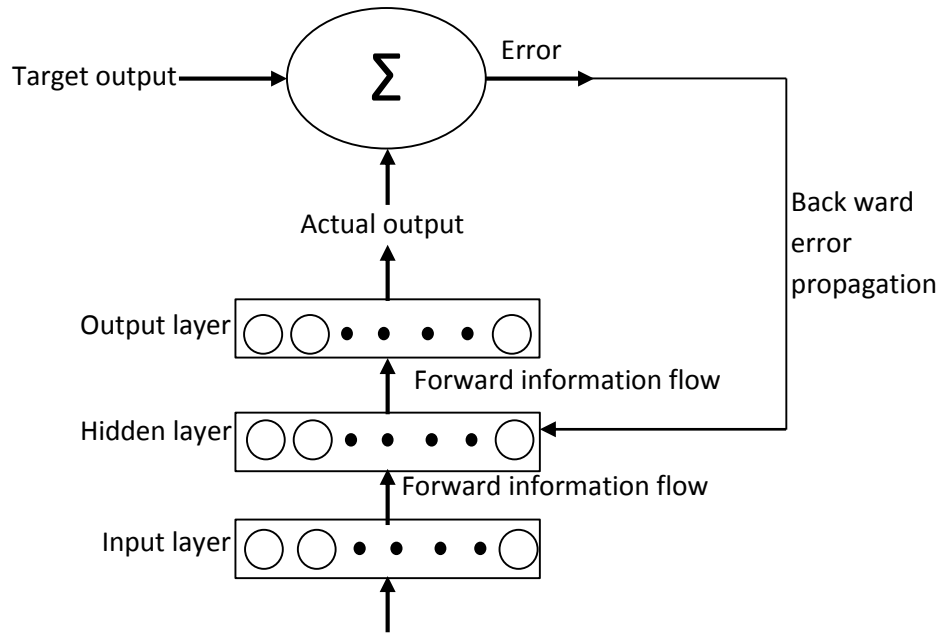 Error
Target output
Σ
Back ward
error
propagation
Actual output
Output layer
Forward information flow
Hidden layer
Forward information flow
Input layer